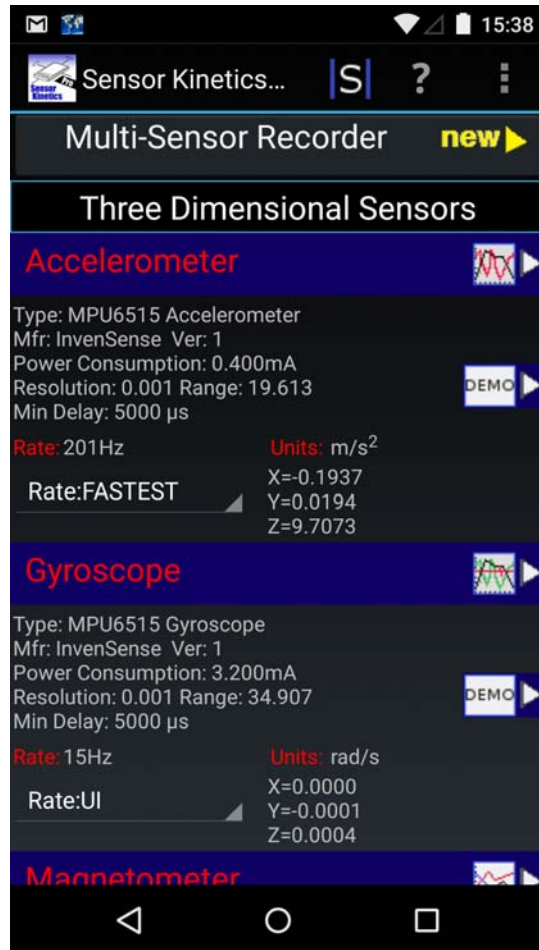 15:38
Sensor Kinetics Pro
Sensor Kinetics... |S| ?
Multi-Sensor Recorder new
Three Dimensional Sensors
Accelerometer
Type: MPU6515 Accelerometer
Mfr: InvenSense Ver: 1
Power Consumption: 0.400mA
Resolution: 0.001 Range: 19.613
DEMO
Min Delay: 5000 µs
Rate: 201Hz Units: m/s²
Rate:FASTEST
X=-0.1937
Y=0.0194
Z=9.7073
Gyroscope
Type: MPU6515 Gyroscope
Mfr: InvenSense Ver: 1
Power Consumption: 3.200mA
Resolution: 0.001 Range: 34.907
DEMO
Min Delay: 5000 µs
Rate: 15Hz Units: rad/s
Rate:UI
X=0.0000
Y=-0.0001
Z=0.0004
Magnetometer